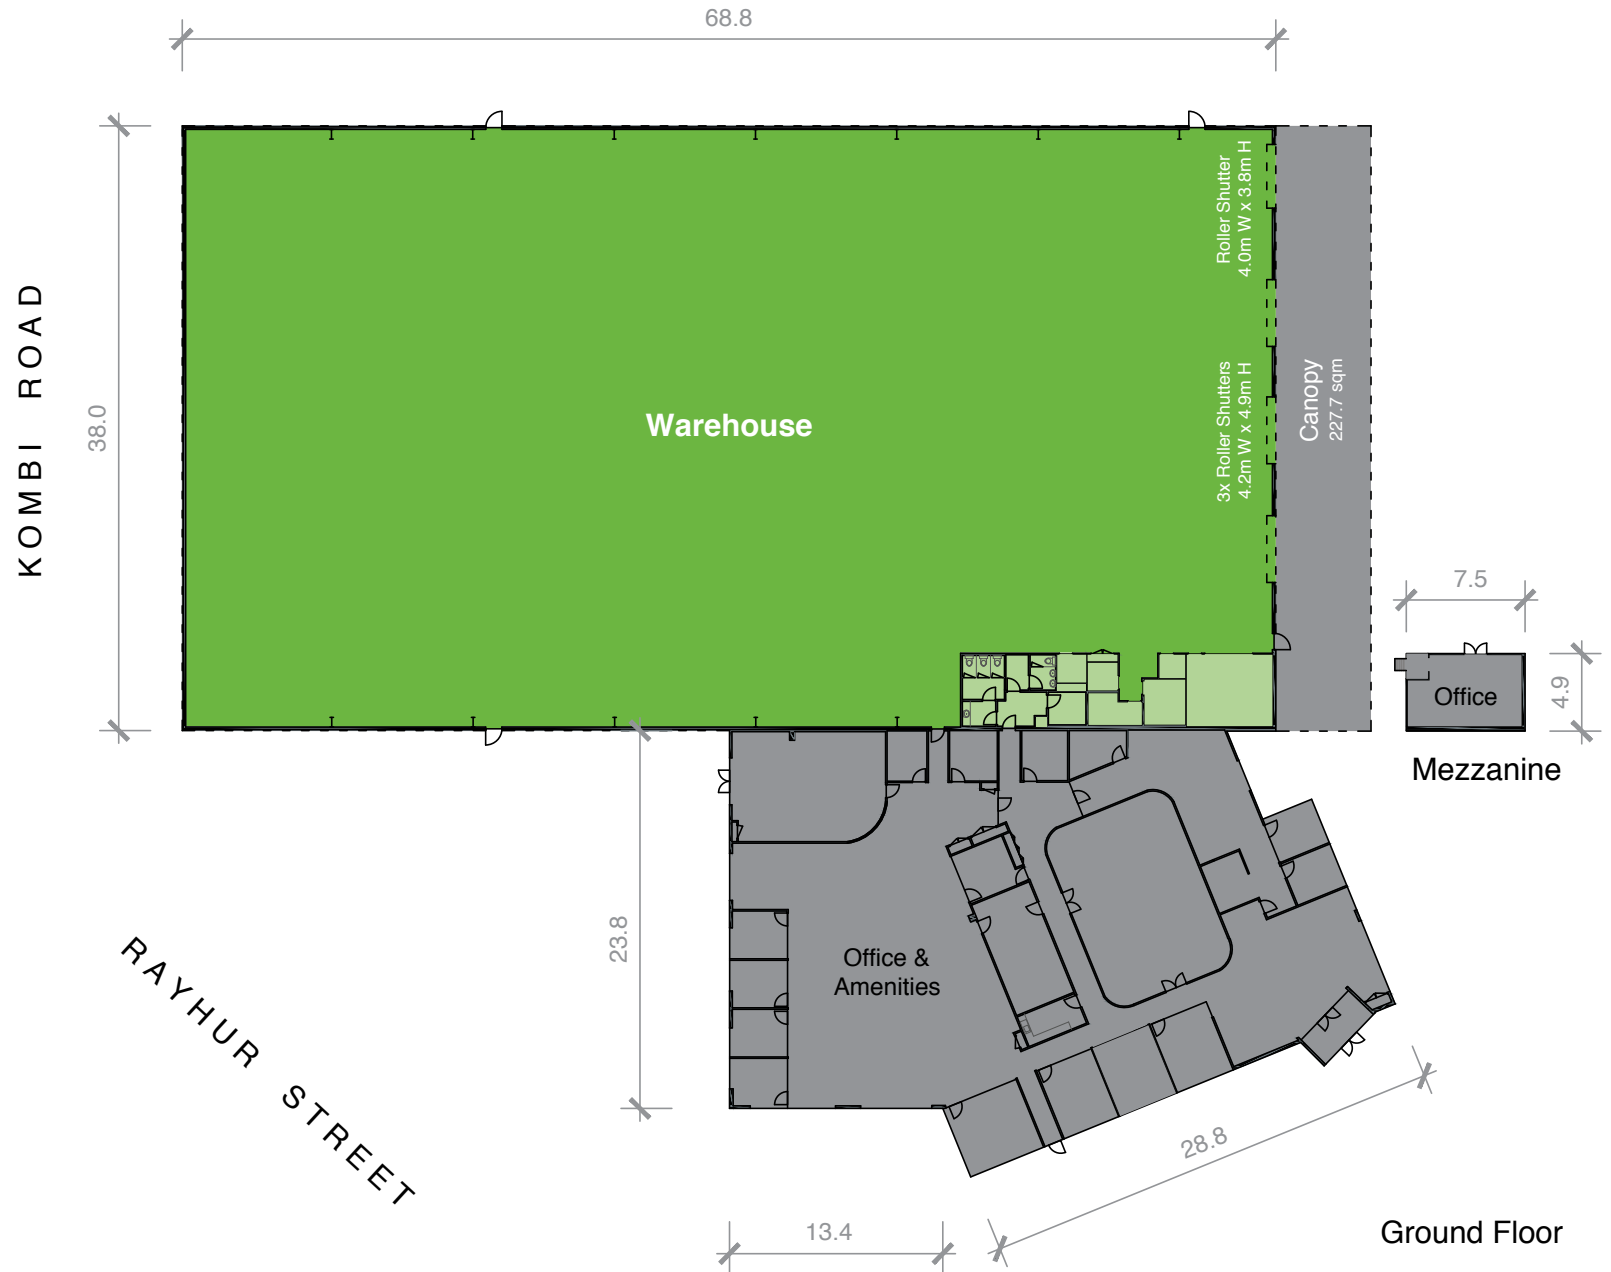 68.8
Roller Shutter
4.0m W x 3.8m H
KOMBI ROAD
38.0
Warehouse
3x Roller Shutters
4.2m W x 4.9m H
Canopy
227.7 sqm
7.5
4.9
Office
Mezzanine
23.8
Office &
Amenities
RAYHUR STREET
28.8
13.4
Ground Floor